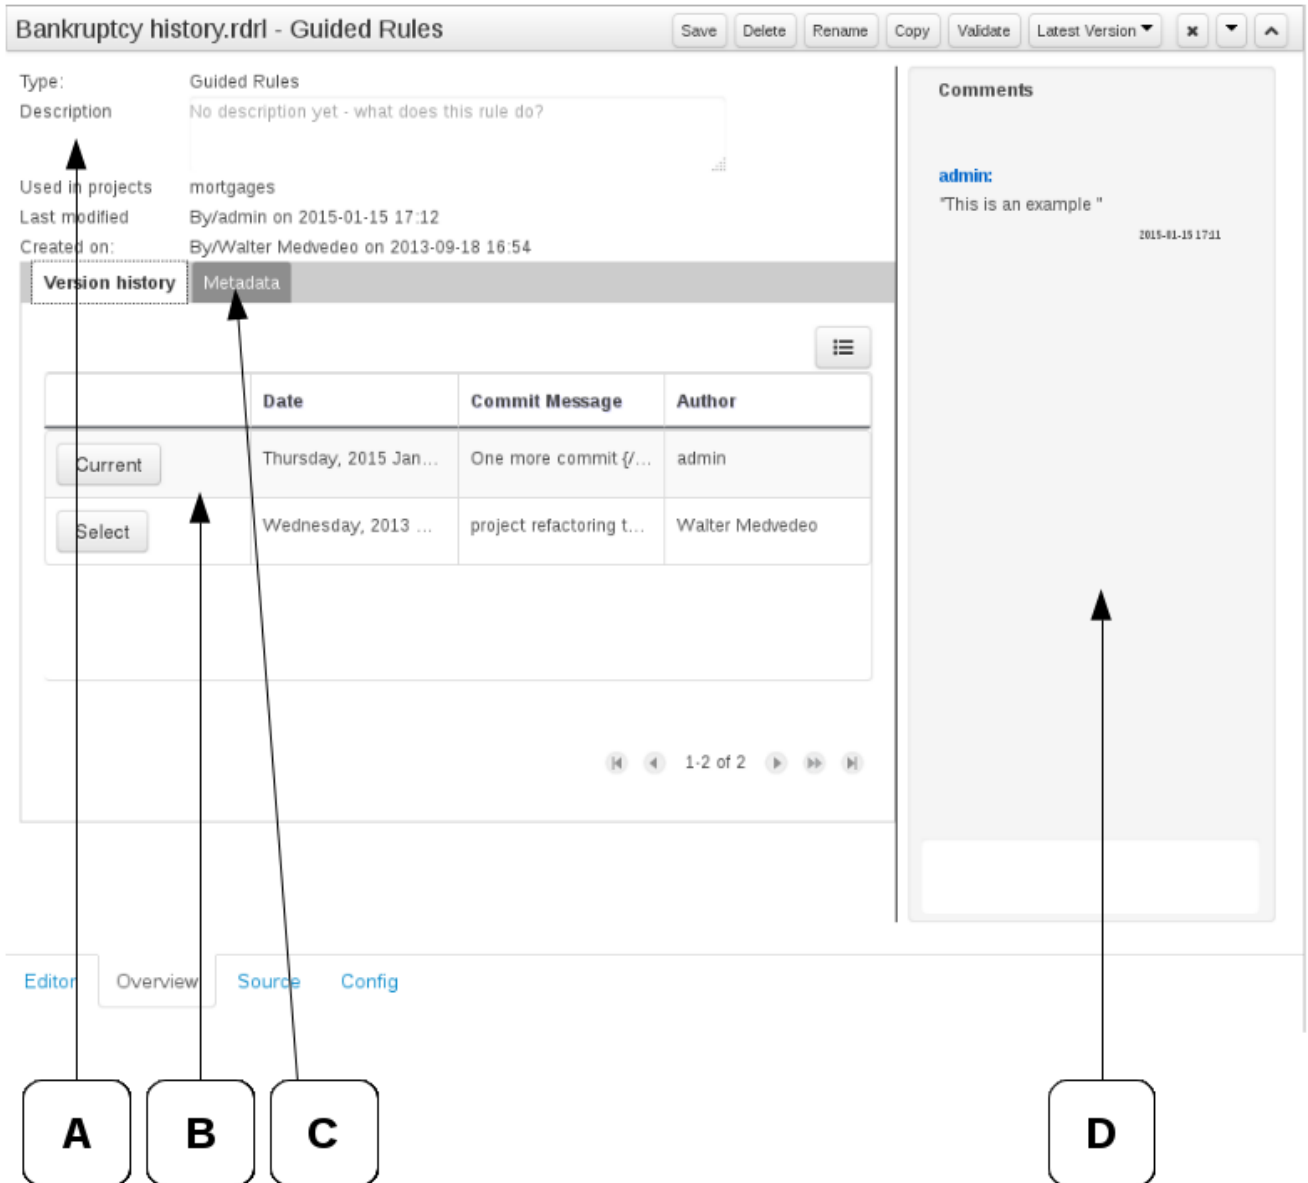 Bankruptcy history.rdrl - Guided Rules
Save Delete Rename Copy Validate Latest Version
Type: Guided Rules
Description No description yet - what does this rule do?
Used in projects mortgages
Last modified By/admin on 2015-01-15 17:12
Created on: By/Walter Medvedeo on 2013-09-18 16:54
Version history Metadata
Date Commit Message Author
Current Thursday, 2015 Jan... One more commit {/... admin
Select Wednesday, 2013 ... project refactoring t... Walter Medvedeo
1-2 of 2
Comments
admin:
"This is an example "
2015-01-15 17:11
Editor Overview Source Config
A B C D